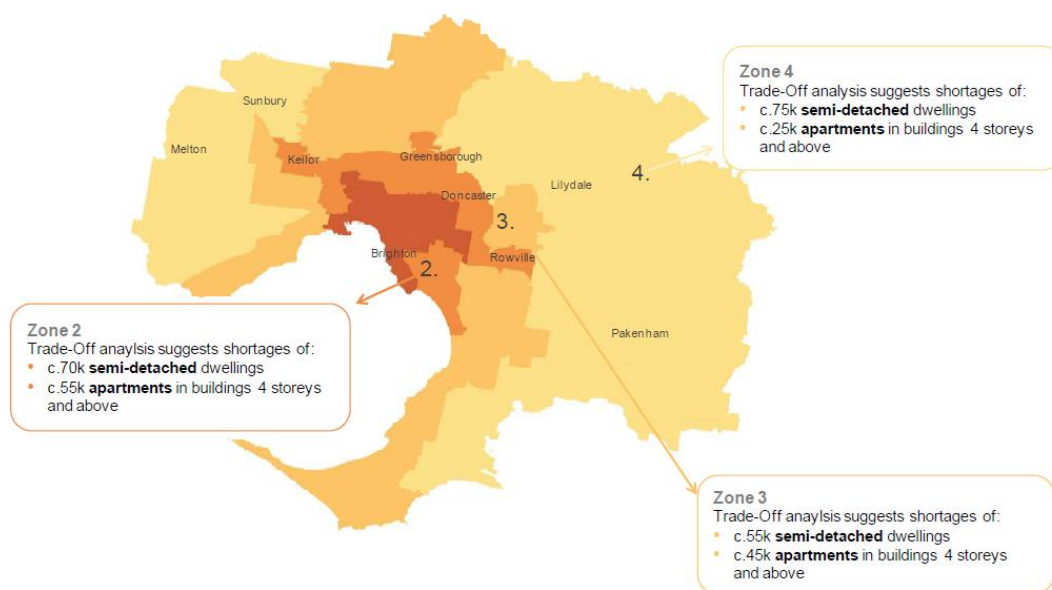 Zone 4
Trade-Off analysis suggests shortages of:
• c.75k semi-detached dwellings
• c.25k apartments in buildings 4 storeys
and above
Sunbury
Melton
Keilor
Greensborough
Lilydale
4.
Doncaster
3.
Brighton
2.
Rowville
Pakenham
Zone 2
Trade-Off anaylsis suggests shortages of:
• c.70k semi-detached dwellings
• c.55k apartments in buildings 4 storeys
and above
Zone 3
Trade-Off anaylsis suggests shortages of:
• c.55k semi-detached dwellings
• c.45k apartments in buildings 4 storeys
and above